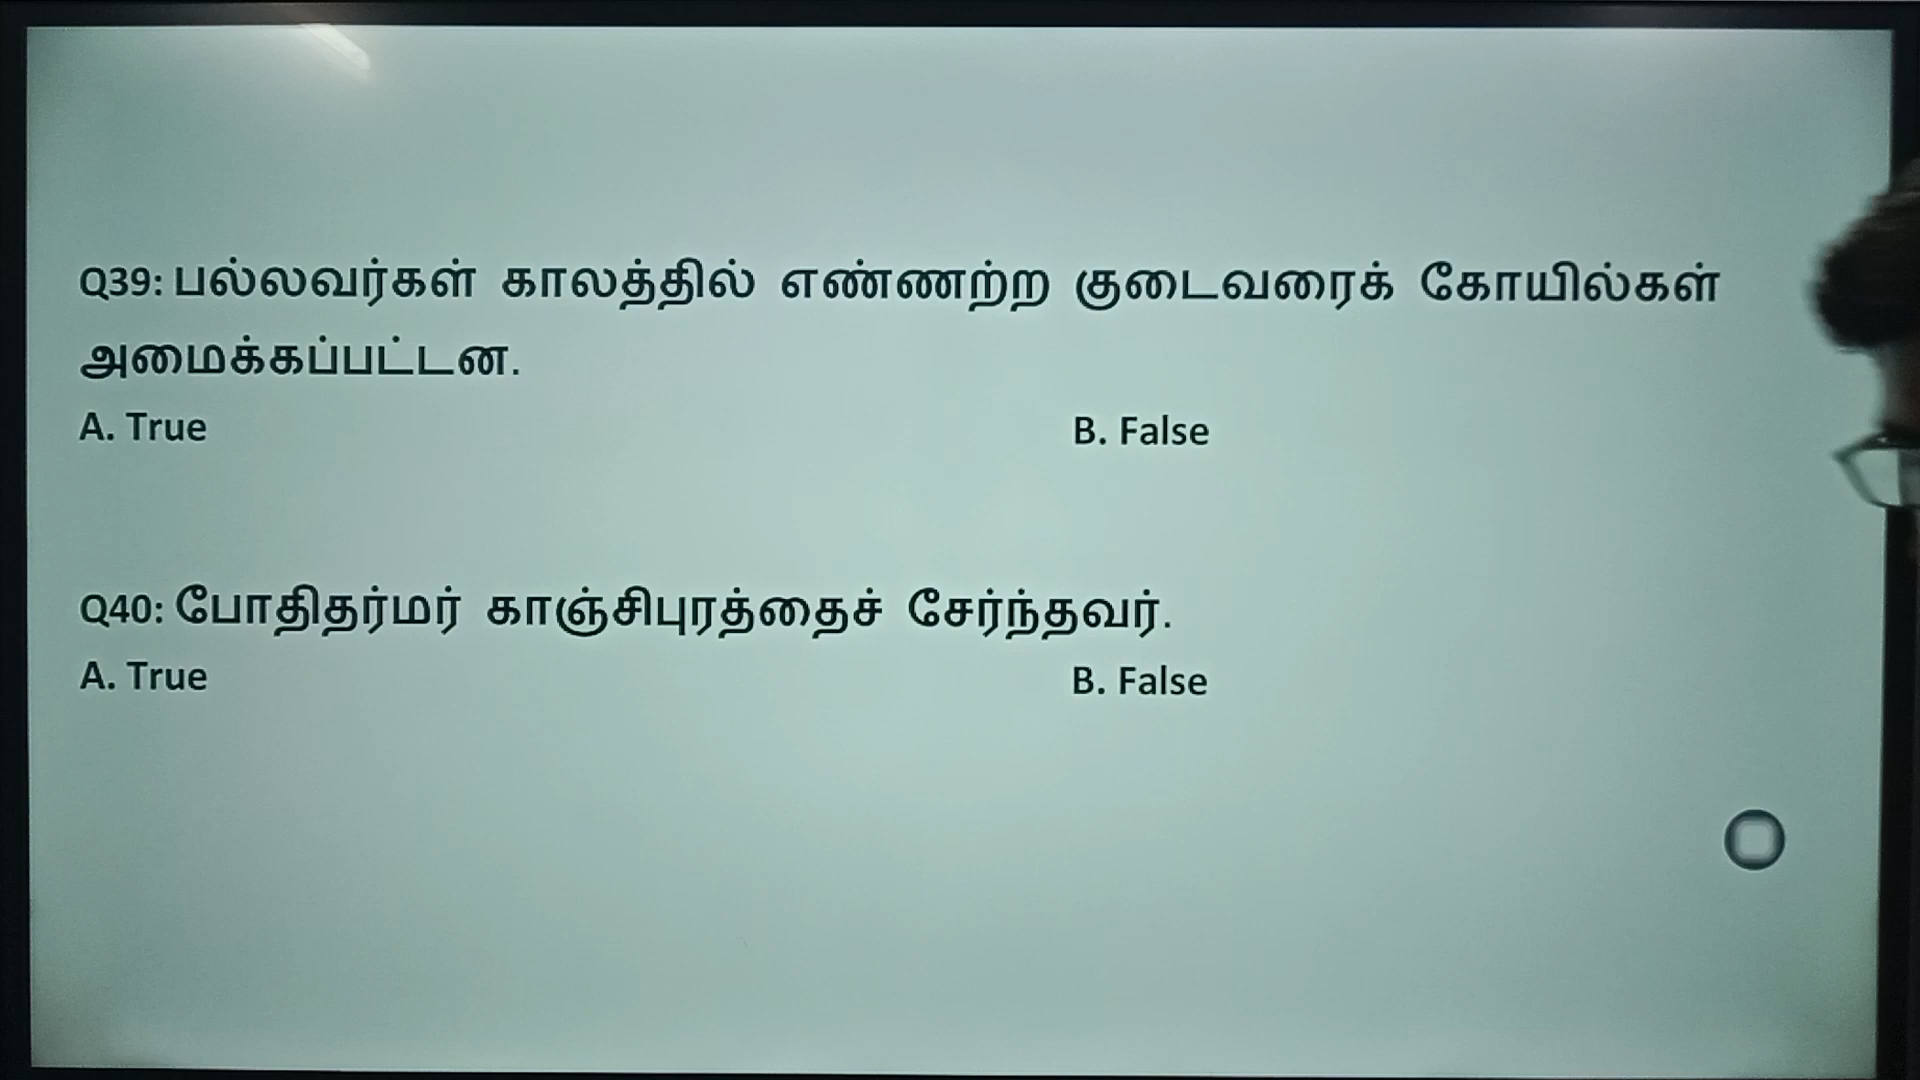 Q39: பல்லவர்கள் காலத்தில் எண்ணற்ற குடைவரைக் கோயில்கள்
அமைக்கப்பட்டன.
A. True B. False
Q40: போதிதர்மர் காஞ்சிபுரத்தைச் சேர்ந்தவர்.
A. True B. False